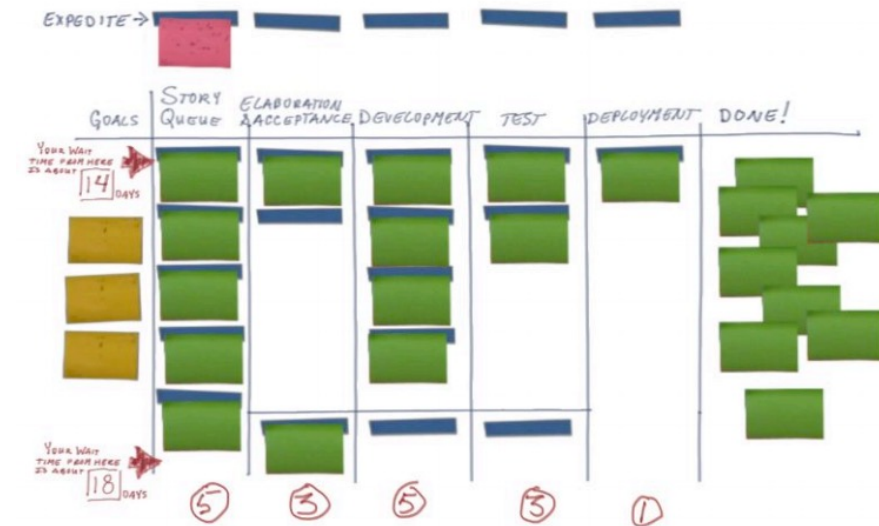 EXPEDITE→
GOALS
STORY
QUEUE
ELABORATION
& ACCEPTANCE
DEVELOPMENT
TEST
DEPLOYMENT
DONE!
YOUR WAIT
TIME FROM HERE
IS ABOUT
14 DAYS
YOUR WAIT
TIME FROM HERE
IS ABOUT
18 DAYS
5
3
5
3
1